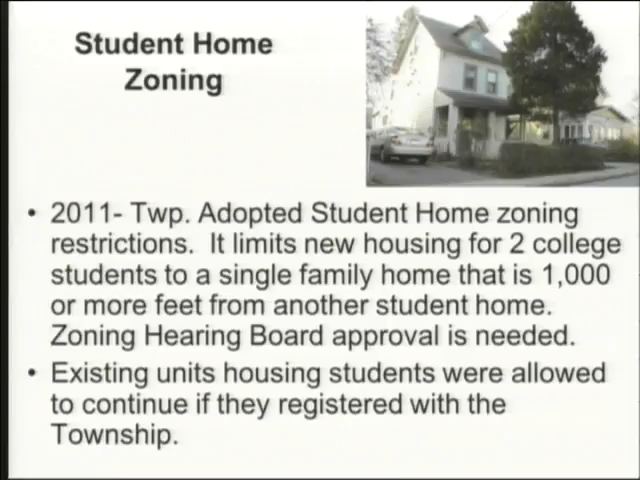 Student Home
Zoning
• 2011- Twp. Adopted Student Home zoning
restrictions.  It limits new housing for 2 college
students to a single family home that is 1,000
or more feet from another student home.
Zoning Hearing Board approval is needed.
• Existing units housing students were allowed
to continue if they registered with the
Township.